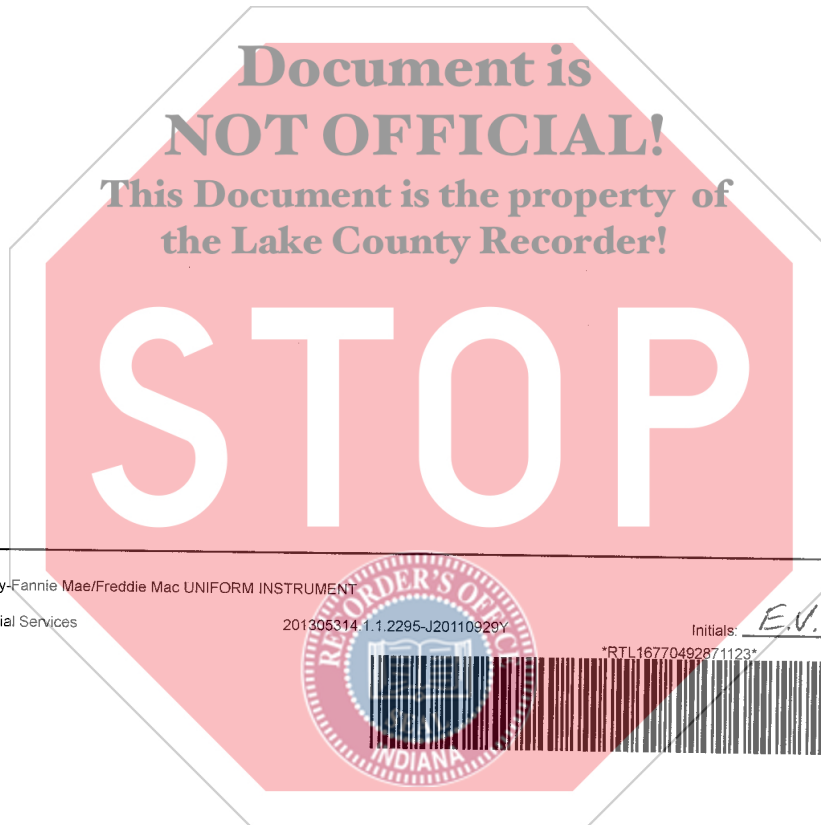 Document is
NOT OFFICIAL!
This Document is the property of
the Lake County Recorder!
STOP
y-Fannie Mae/Freddie Mac UNIFORM INSTRUMENT
ial Services 201305314.1.1.2295-J20110929Y Initials: E.V.
*RTL16770492871123*
RECORDER'S OFFICE
SEAL
INDIANA